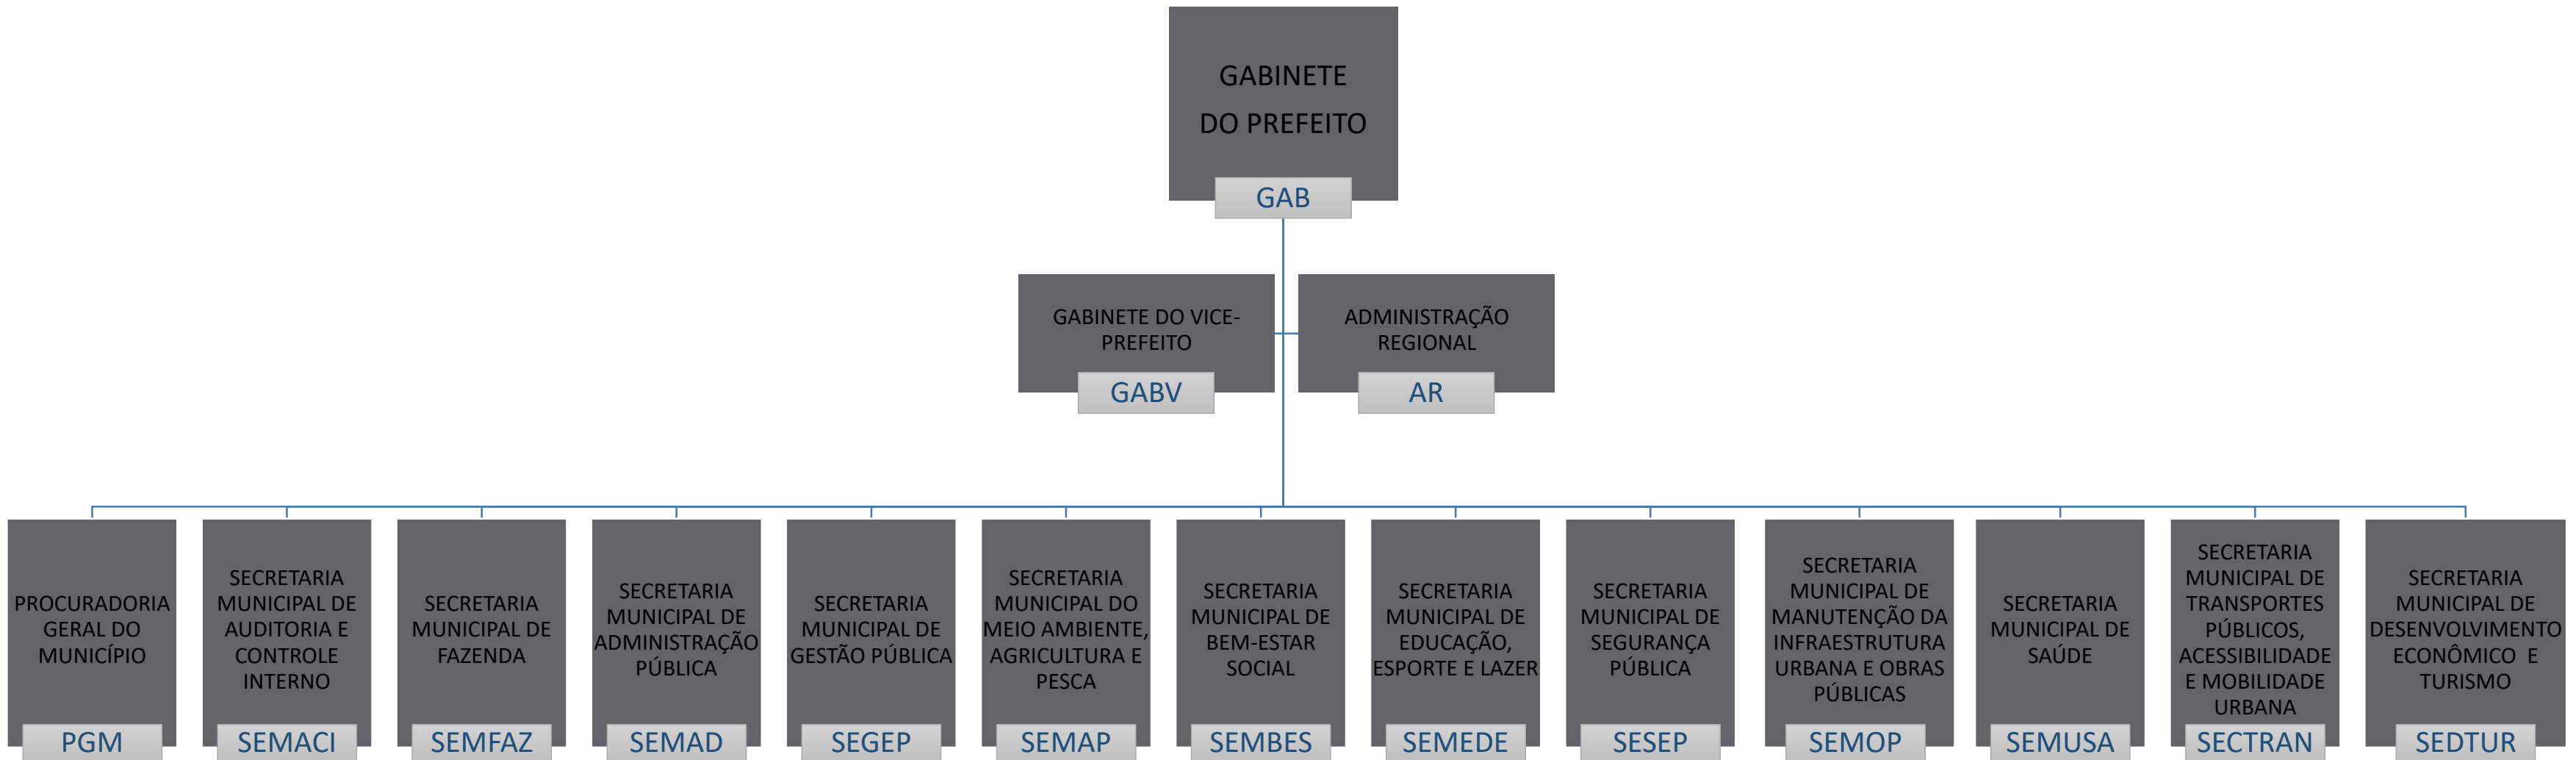 GABINETE
DO PREFEITO
GAB
GABINETE DO VICE-
PREFEITO
GABV
ADMINISTRAÇÃO
REGIONAL
AR
PROCURADORIA
GERAL DO
MUNICÍPIO
PGM
SECRETARIA
MUNICIPAL DE
AUDITORIA E
CONTROLE
INTERNO
SEMACI
SECRETARIA
MUNICIPAL DE
FAZENDA
SEMFAZ
SECRETARIA
MUNICIPAL DE
ADMINISTRAÇÃO
PÚBLICA
SEMAD
SECRETARIA
MUNICIPAL DE
GESTÃO PÚBLICA
SEGEP
SECRETARIA
MUNICIPAL DO
MEIO AMBIENTE,
AGRICULTURA E
PESCA
SEMAP
SECRETARIA
MUNICIPAL DE
BEM-ESTAR
SOCIAL
SEMBES
SECRETARIA
MUNICIPAL DE
EDUCAÇÃO,
ESPORTE E LAZER
SEMEDE
SECRETARIA
MUNICIPAL DE
SEGURANÇA
PÚBLICA
SESEP
SECRETARIA
MUNICIPAL DE
MANUTENÇÃO DA
INFRAESTRUTURA
URBANA E OBRAS
PÚBLICAS
SEMOP
SECRETARIA
MUNICIPAL DE
SAÚDE
SEMUSA
SECRETARIA
MUNICIPAL DE
TRANSPORTES
PÚBLICOS,
ACESSIBILIDADE
E MOBILIDADE
URBANA
SECTRAN
SECRETARIA
MUNICIPAL DE
DESENVOLVIMENTO
ECONÔMICO E
TURISMO
SEDTUR